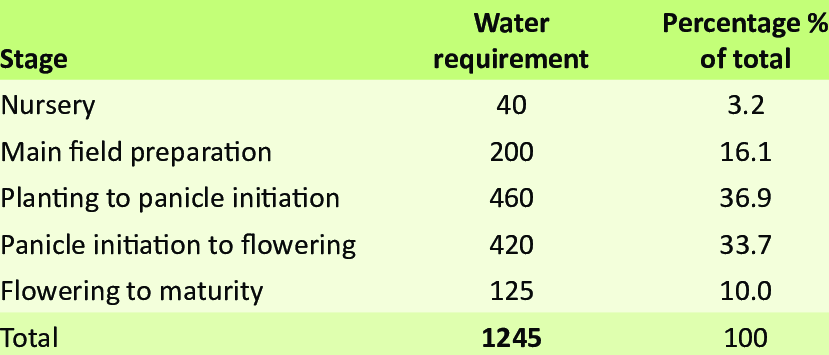 Stage Water requirement Percentage % of total
Nursery 40 3.2
Main field preparation 200 16.1
Planting to panicle initiation 460 36.9
Panicle initiation to flowering 420 33.7
Flowering to maturity 125 10.0
Total 1245 100